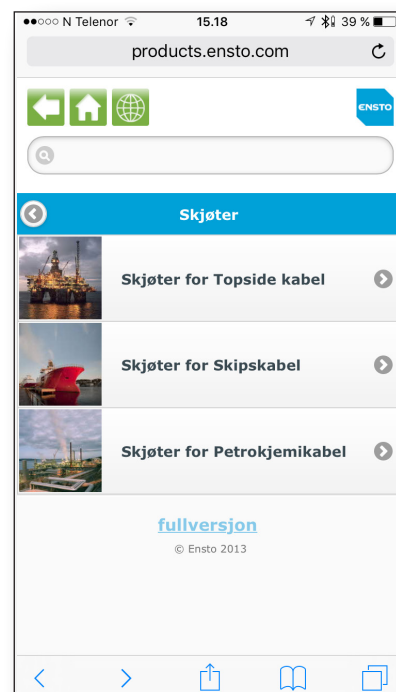 N Telenor 15.18 39 %
products.ensto.com
ENSTO
Skjøter
Skjøter for Topside kabel
Skjøter for Skipskabel
Skjøter for Petrokjemikabel
fullversjon
© Ensto 2013